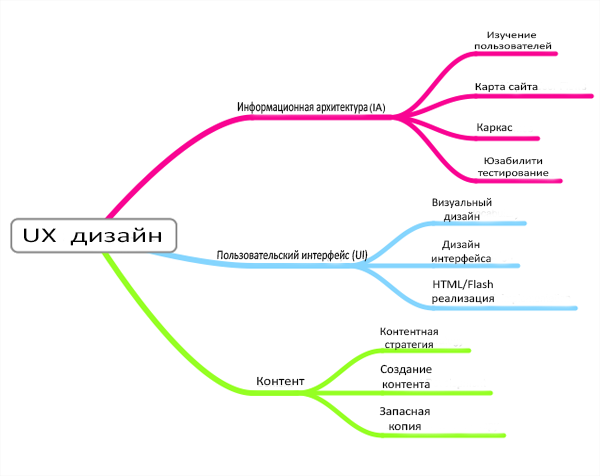 UX дизайн
Информационная архитектура (IA)
Изучение
пользователей
Карта сайта
Каркас
Юзабилити
тестирование
Пользовательский интерфейс (UI)
Визуальный
дизайн
Дизайн
интерфейса
HTML/Flash
реализация
Контент
Контентная
стратегия
Создание
контента
Запасная
копия